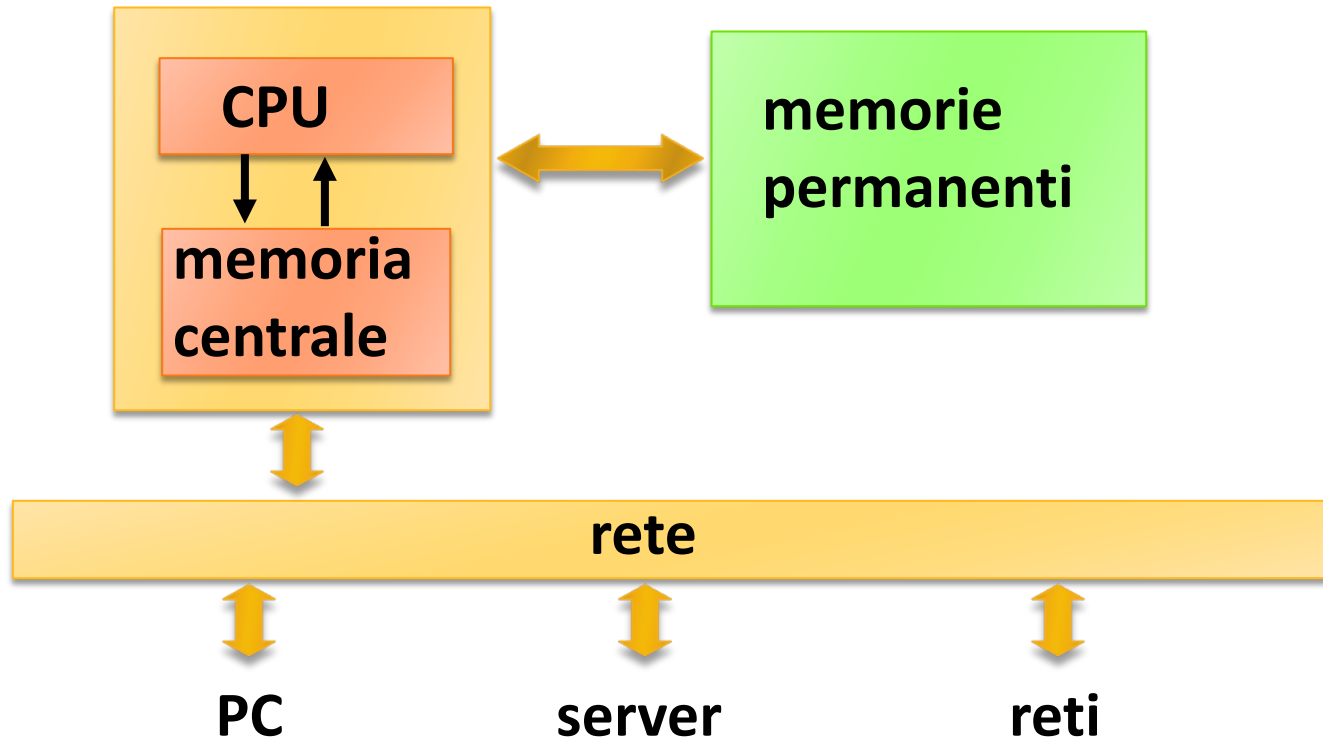 CPU
memoria
centrale
memorie
permanenti
rete
PC
server
reti